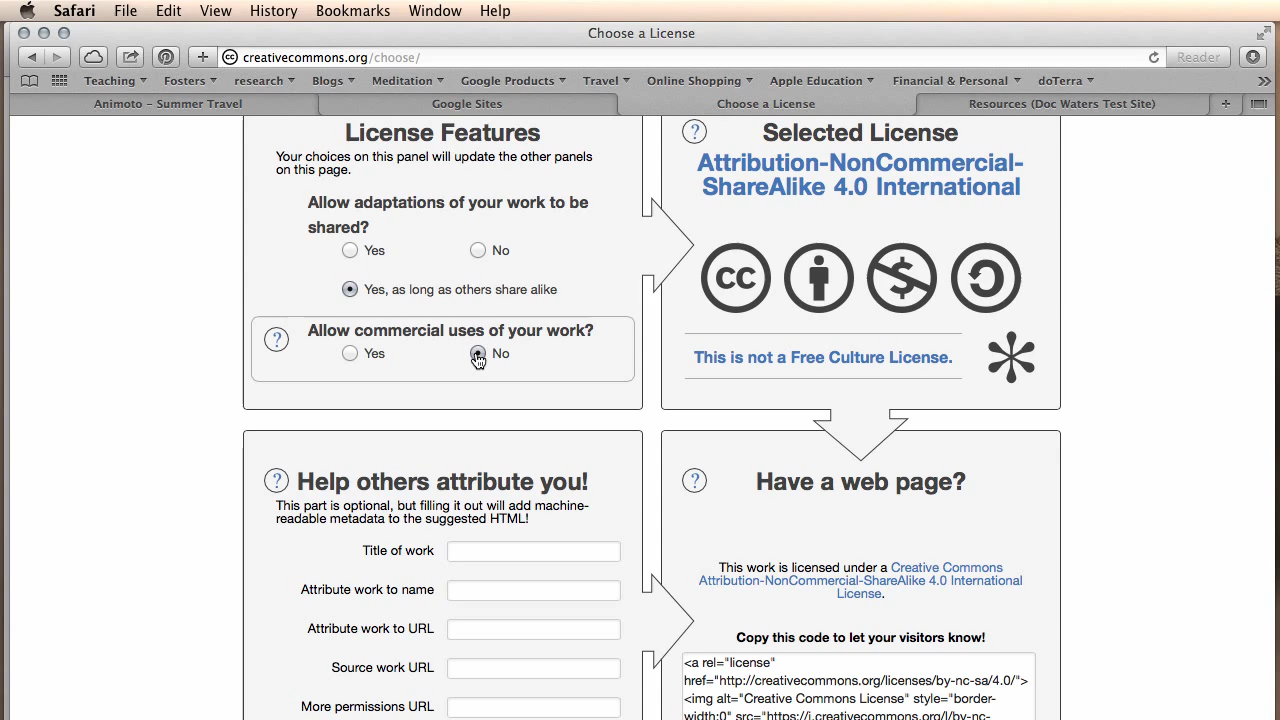 Safari File Edit View History Bookmarks Window Help
Choose a License
creativecommons.org/choose/
Reader
Teaching Fosters research Blogs Meditation Google Products Travel Online Shopping Apple Education Financial & Personal doTerra
Animoto – Summer Travel
Google Sites
Choose a License
Resources (Doc Waters Test Site)
License Features
Your choices on this panel will update the other panels
on this page.
Allow adaptations of your work to be
shared?
Yes
No
Yes, as long as others share alike
? Allow commercial uses of your work?
Yes
No
? Selected License
Attribution-NonCommercial-
ShareAlike 4.0 International
cc
$
This is not a Free Culture License.
? Help others attribute you!
This part is optional, but filling it out will add machine-
readable metadata to the suggested HTML!
Title of work
Attribute work to name
Attribute work to URL
Source work URL
More permissions URL
? Have a web page?
This work is licensed under a Creative Commons
Attribution-NonCommercial-ShareAlike 4.0 International
License.
Copy this code to let your visitors know!
<a rel="license"
href="http://creativecommons.org/licenses/by-nc-sa/4.0/">
<img alt="Creative Commons License" style="border-
width:0" src="https://i.creativecommons.org/l/by-nc-